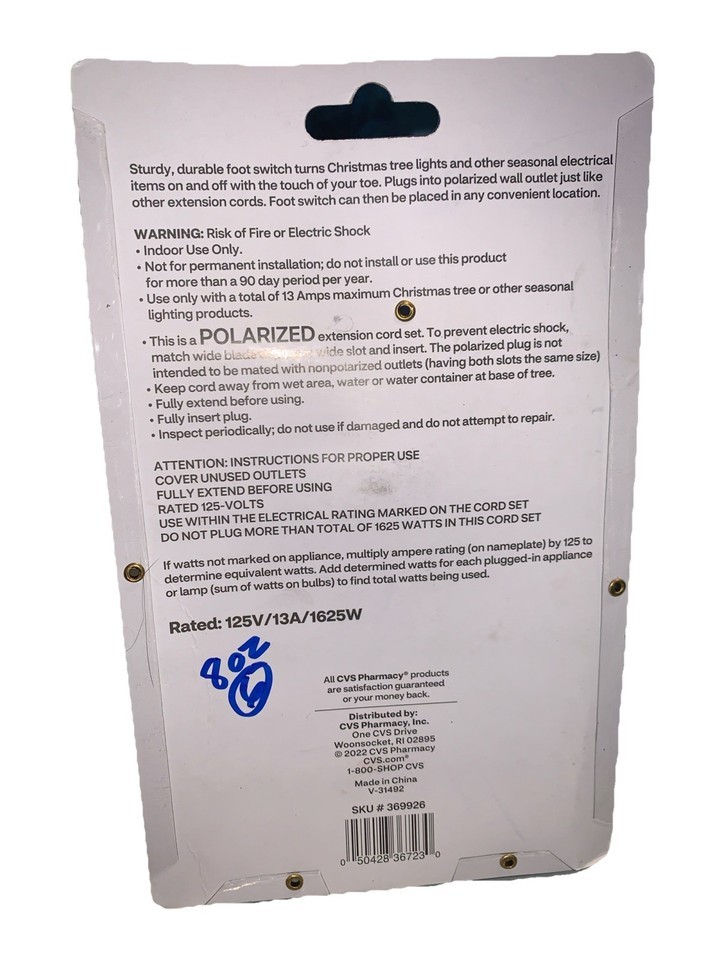 Sturdy, durable foot switch turns Christmas tree lights and other seasonal electrical
items on and off with the touch of your toe. Plugs into polarized wall outlet just like
other extension cords. Foot switch can then be placed in any convenient location.
WARNING: Risk of Fire or Electric Shock
• Indoor Use Only.
• Not for permanent installation; do not install or use this product
for more than a 90 day period per year.
• Use only with a total of 13 Amps maximum Christmas tree or other seasonal
lighting products.
• This is a POLARIZED extension cord set. To prevent electric shock,
match wide blade wide slot and insert. The polarized plug is not
intended to be mated with nonpolarized outlets (having both slots the same size)
• Keep cord away from wet area, water or water container at base of tree.
• Fully extend before using.
• Fully insert plug.
• Inspect periodically; do not use if damaged and do not attempt to repair.
ATTENTION: INSTRUCTIONS FOR PROPER USE
COVER UNUSED OUTLETS
FULLY EXTEND BEFORE USING
RATED 125-VOLTS
USE WITHIN THE ELECTRICAL RATING MARKED ON THE CORD SET
DO NOT PLUG MORE THAN TOTAL OF 1625 WATTS IN THIS CORD SET
If watts not marked on appliance, multiply ampere rating (on nameplate) by 125 to
determine equivalent watts. Add determined watts for each plugged-in appliance
or lamp (sum of watts on bulbs) to find total watts being used.
Rated: 125V/13A/1625W
802
6
All CVS Pharmacy® products
are satisfaction guaranteed
or your money back.
Distributed by:
CVS Pharmacy, Inc.
One CVS Drive
Woonsocket, RI 02895
© 2022 CVS Pharmacy
CVS.com®
1-800-SHOP CVS
Made in China
V-31492
SKU # 369926
0 50428 36723 0